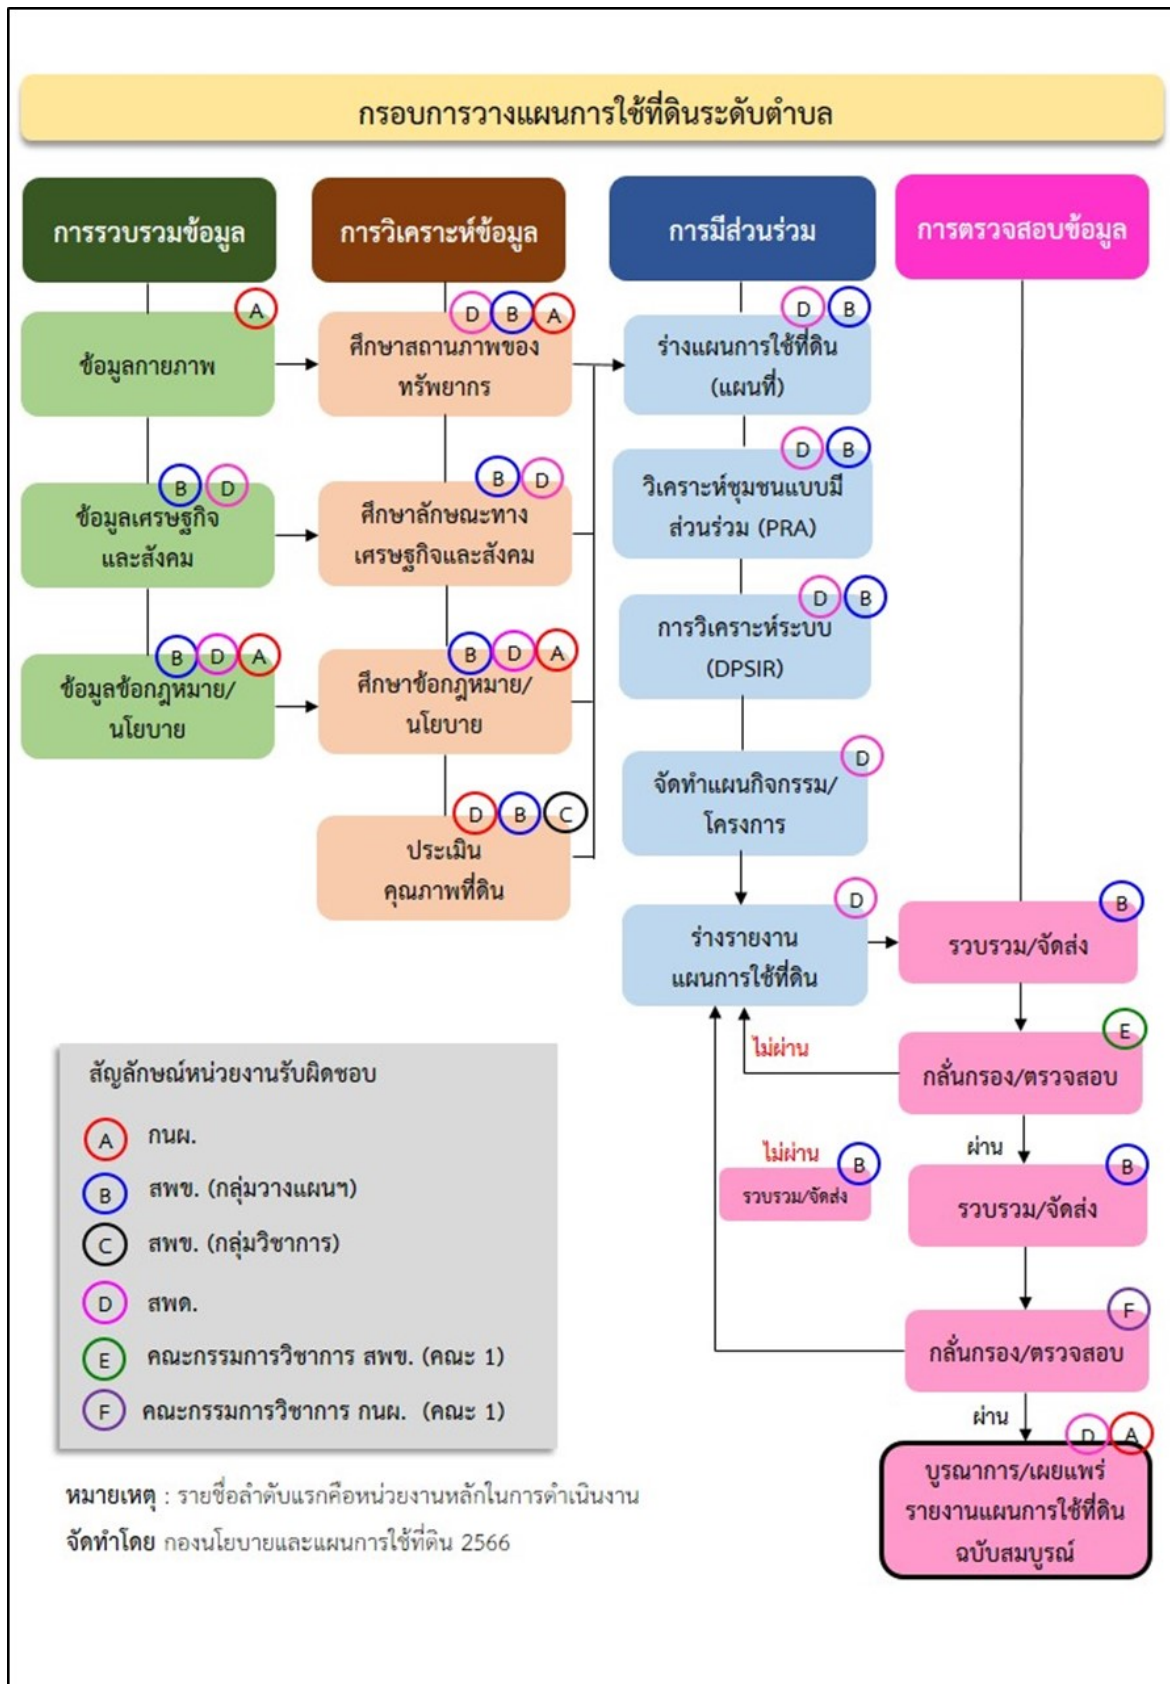 กรอบการวางแผนการใช้ที่ดินระดับตำบล
การรวบรวมข้อมูล
การวิเคราะห์ข้อมูล
การมีส่วนร่วม
การตรวจสอบข้อมูล
A
ข้อมูลกายภาพ
B D
ข้อมูลเศรษฐกิจ
และสังคม
B D A
ข้อมูลข้อกฎหมาย/
นโยบาย
D B A
ศึกษาสถานภาพของ
ทรัพยากร
B D
ศึกษาลักษณะทาง
เศรษฐกิจและสังคม
B D A
ศึกษาข้อกฎหมาย/
นโยบาย
D B C
ประเมิน
คุณภาพที่ดิน
D B
ร่างแผนการใช้ที่ดิน
(แผนที่)
D B
วิเคราะห์ชุมชนแบบมี
ส่วนร่วม (PRA)
D B
การวิเคราะห์ระบบ
(DPSIR)
D
จัดทำแผนกิจกรรม/
โครงการ
D
ร่างรายงาน
แผนการใช้ที่ดิน
B
รวบรวม/จัดส่ง
E
กลั่นกรอง/ตรวจสอบ
ไม่ผ่าน
ผ่าน
B
รวบรวม/จัดส่ง
ไม่ผ่าน
B
รวบรวม/จัดส่ง
F
กลั่นกรอง/ตรวจสอบ
ผ่าน
D A
บูรณาการ/เผยแพร่
รายงานแผนการใช้ที่ดิน
ฉบับสมบูรณ์
สัญลักษณ์หน่วยงานรับผิดชอบ
A กนผ.
B สพข. (กลุ่มวางแผนฯ)
C สพข. (กลุ่มวิชาการ)
D สพด.
E คณะกรรมการวิชาการ สพข. (คณะ 1)
F คณะกรรมการวิชาการ กนผ. (คณะ 1)
หมายเหตุ : รายชื่อลำดับแรกคือหน่วยงานหลักในการดำเนินงาน
จัดทำโดย กองนโยบายและแผนการใช้ที่ดิน 2566